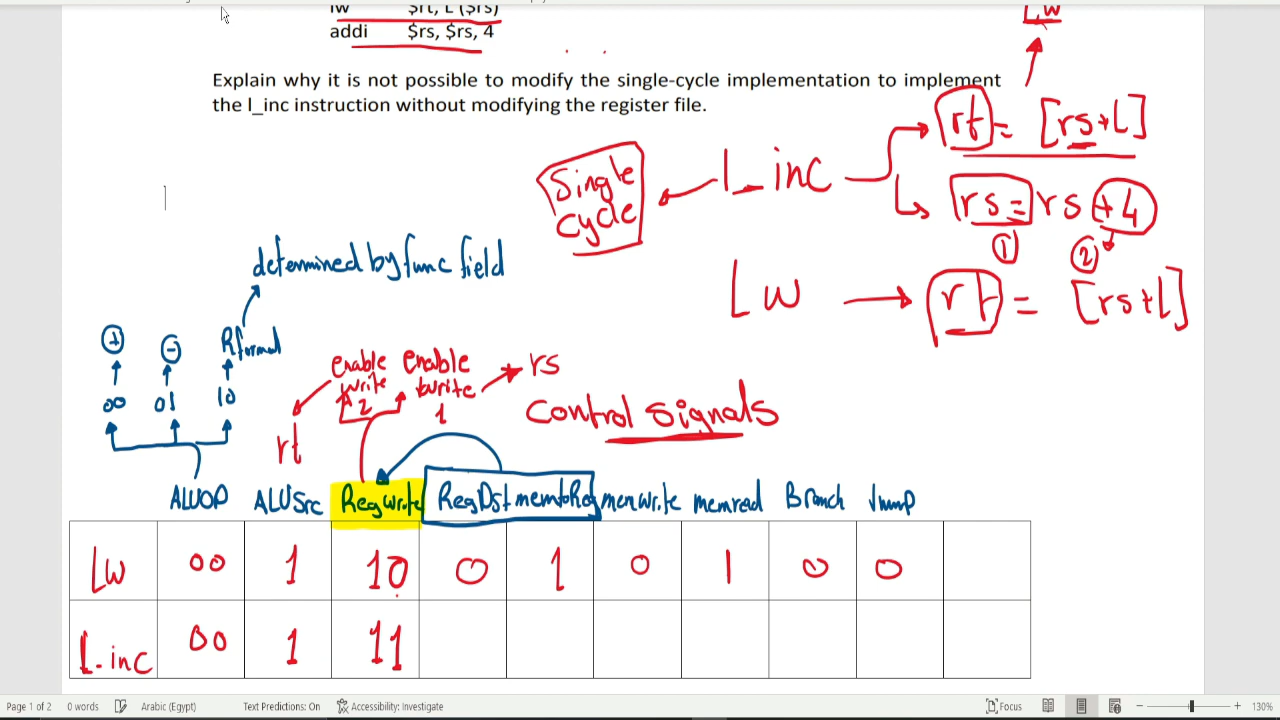 lw $rt, L ($rs)
addi $rs, $rs, 4
Lw
Explain why it is not possible to modify the single-cycle implementation to implement
the l_inc instruction without modifying the register file.
rt = [rs+L]
Single
cycle
l_inc
rs = rs +4
1 2
Lw rt = [rs+L]
determined by func field
+ - Rformat
00 01 10
enable enable
write write
2 1
rs
rt
Control Signals
ALUOP ALUSrc RegWrite RegDst memtoReg memwrite memread Branch Jump
Lw 00 1 10 0 1 0 1 0 0
L-inc 00 1 11
Page 1 of 2 0 words Arabic (Egypt) Text Predictions: On Accessibility: Investigate Focus 130%